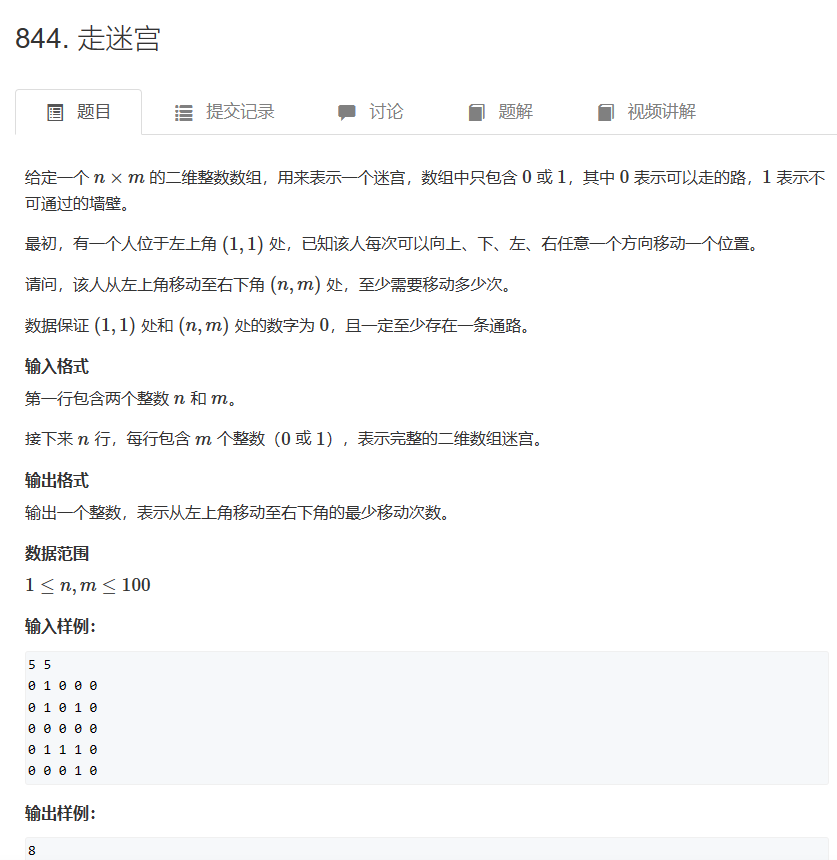 844. 走迷宫
题目 提交记录 讨论 题解 视频讲解
给定一个 n × m 的二维整数数组，用来表示一个迷宫，数组中只包含 0 或 1，其中 0 表示可以走的路，1 表示不
可通过的墙壁。
最初，有一个人位于左上角 (1, 1) 处，已知该人每次可以向上、下、左、右任意一个方向移动一个位置。
请问，该人从左上角移动至右下角 (n, m) 处，至少需要移动多少次。
数据保证 (1, 1) 处和 (n, m) 处的数字为 0，且一定至少存在一条通路。
输入格式
第一行包含两个整数 n 和 m。
接下来 n 行，每行包含 m 个整数（0 或 1），表示完整的二维数组迷宫。
输出格式
输出一个整数，表示从左上角移动至右下角的最少移动次数。
数据范围
1 ≤ n, m ≤ 100
输入样例：
5 5
0 1 0 0 0
0 1 0 1 0
0 0 0 0 0
0 1 1 1 0
0 0 0 1 0
输出样例：
8